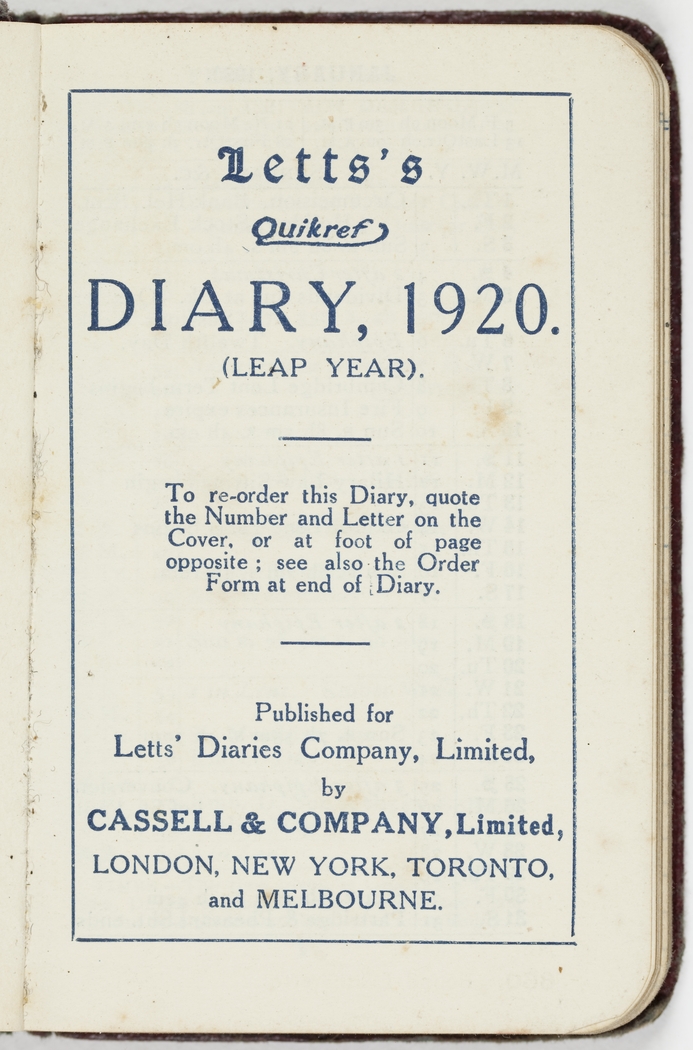 Letts's
Quikref
DIARY, 1920.
(LEAP YEAR).
To re-order this Diary, quote
the Number and Letter on the
Cover, or at foot of page
opposite ; see also the Order
Form at end of Diary.
Published for
Letts' Diaries Company, Limited,
by
CASSELL & COMPANY, Limited,
LONDON, NEW YORK, TORONTO,
and MELBOURNE.